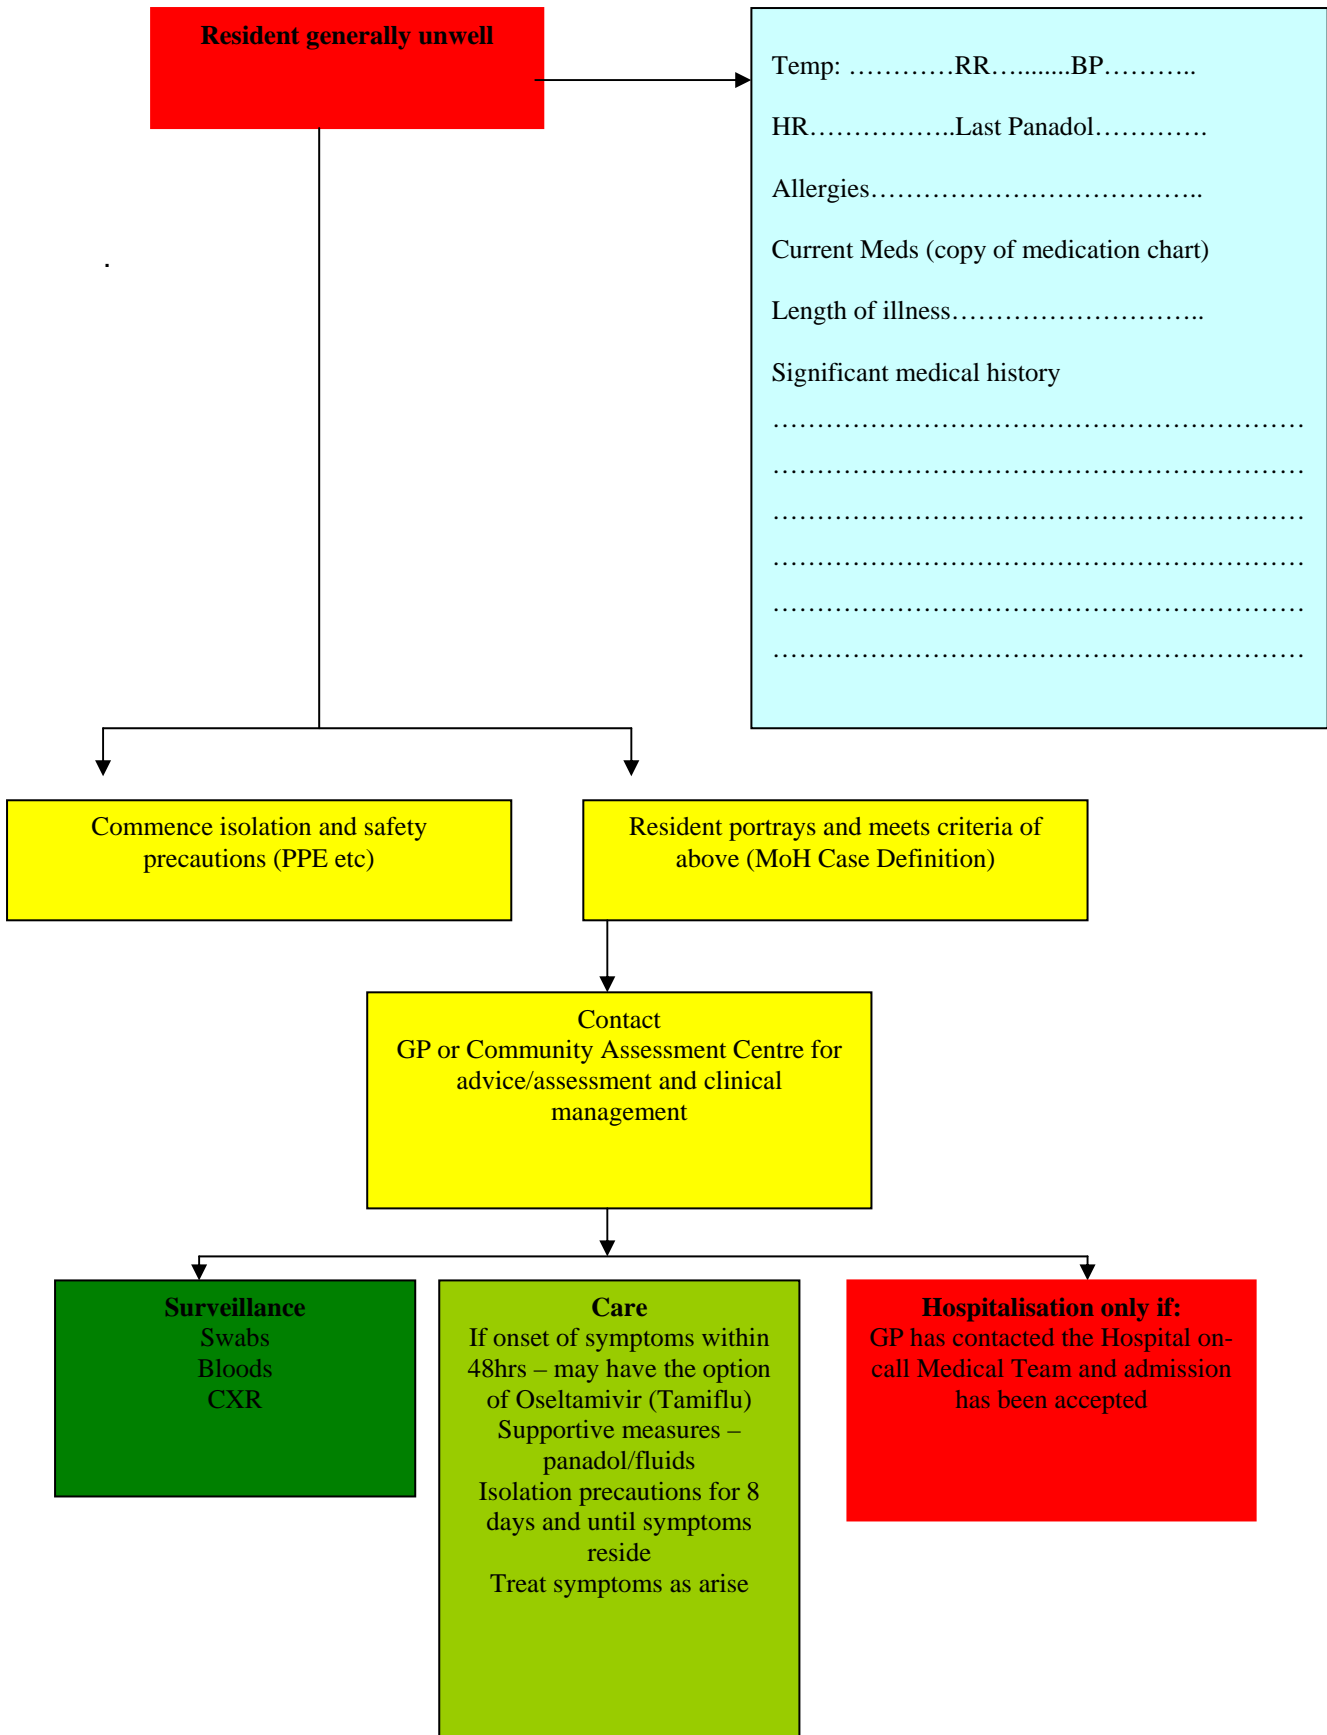 Resident generally unwell
Temp: …………RR….........BP………..
HR……………..Last Panadol………….
Allergies………………………………..
Current Meds (copy of medication chart)
Length of illness………………………..
Significant medical history
……………………………………………………
……………………………………………………
……………………………………………………
……………………………………………………
……………………………………………………
……………………………………………………
.
Commence isolation and safety
precautions (PPE etc)
Resident portrays and meets criteria of
above (MoH Case Definition)
Contact
GP or Community Assessment Centre for
advice/assessment and clinical
management
Surveillance
Swabs
Bloods
CXR
Care
If onset of symptoms within
48hrs – may have the option
of Oseltamivir (Tamiflu)
Supportive measures –
panadol/fluids
Isolation precautions for 8
days and until symptoms
reside
Treat symptoms as arise
Hospitalisation only if:
GP has contacted the Hospital on-
call Medical Team and admission
has been accepted